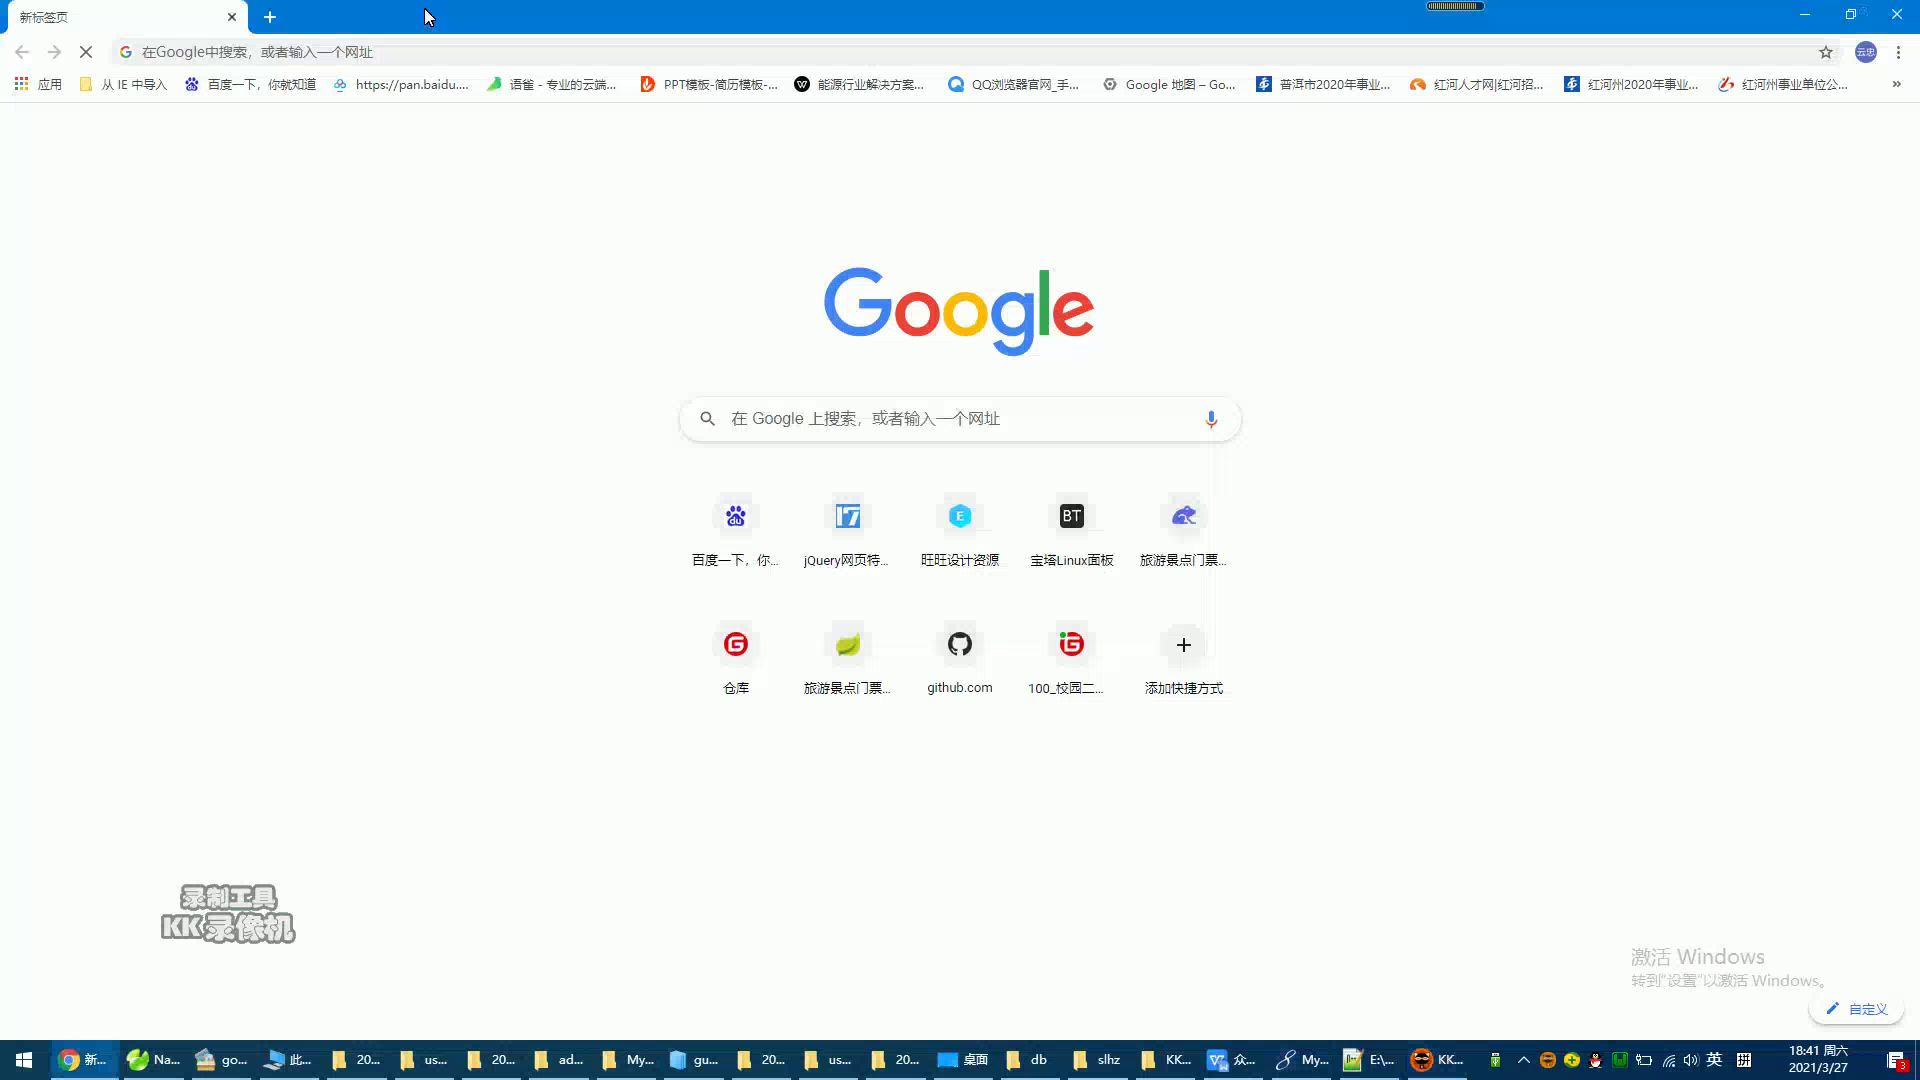 新标签页
在Google中搜索，或者输入一个网址
云忠
应用
从 IE 中导入
百度一下，你就知道
https://pan.baidu....
语雀 - 专业的云端...
PPT模板-简历模板-...
能源行业解决方案...
QQ浏览器官网_手...
Google 地图 – Go...
普洱市2020年事业...
红河人才网|红河招...
红河州2020年事业...
红河州事业单位公...
»
Google
在 Google 上搜索，或者输入一个网址
百度一下，你...
jQuery网页特...
旺旺设计资源
宝塔Linux面板
旅游景点门票...
仓库
旅游景点门票...
github.com
100_校园二...
添加快捷方式
录制工具
KK录像机
激活 Windows
转到"设置"以激活 Windows。
自定义
新...
Na...
go...
此...
20...
us...
20...
ad...
My...
gu...
20...
us...
20...
桌面
db
slhz
KK...
众...
My...
E:\...
KK...
英
拼
18:41 周六
2021/3/27
3